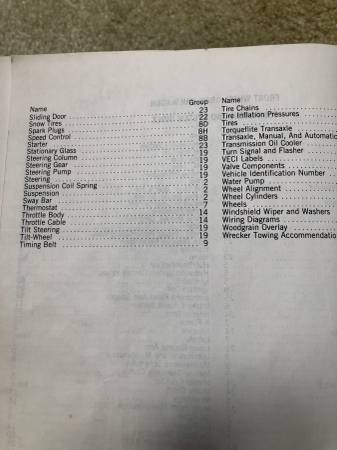 Name Group
Sliding Door 23
Snow Tires 22
Spark Plugs 8D
Speed Control 8H
Starter 8B
Stationary Glass 23
Steering Column 19
Steering Gear 19
Steering Pump 19
Steering 19
Suspension Coil Spring 2
Suspension 2
Sway Bar 2
Thermostat 7
Throttle Body 14
Throttle Cable 14
Tilt Steering 19
Tilt-Wheel 19
Timing Belt 9
Name
Tire Chains
Tire Inflation Pressures
Tires
Torqueflite Transaxle
Transaxle, Manual, And Automatic
Transmission Oil Cooler
Turn Signal and Flasher
VECI Labels
Valve Components
Vehicle Identification Number
Water Pump
Wheel Alignment
Wheel Cylinders
Wheels
Windshield Wiper and Washers
Wiring Diagrams
Woodgrain Overlay
Wrecker Towing Accommodatio